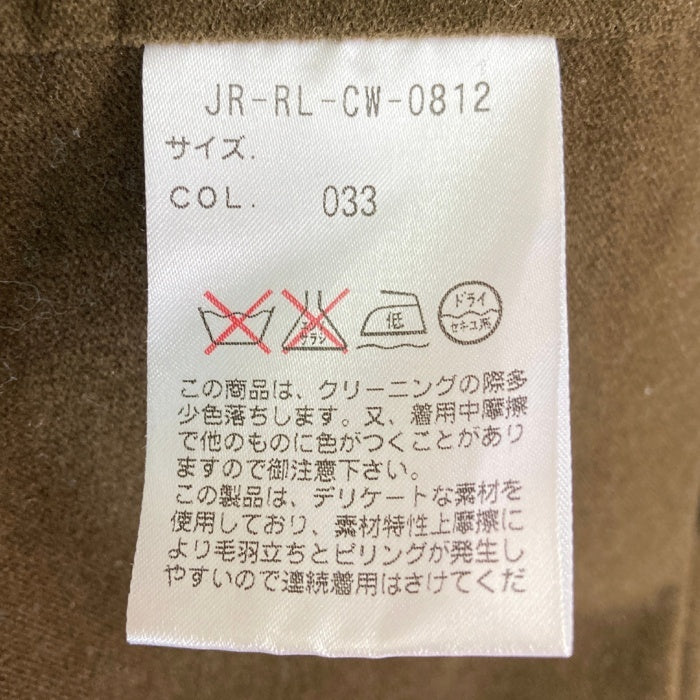 JR-RL-CW-0812
サイズ.
COL. 033
エンソ サラシ
低
ドライ
セキユ系
この商品は、クリーニングの際多
少色落ちします。又、着用中摩擦
で他のものに色がつくことがあり
ますので御注意下さい。
この製品は、デリケートな素材を
使用しており、素材特性上摩擦に
より毛羽立ちとピリングが発生し
やすいので連続着用はさけてくだ